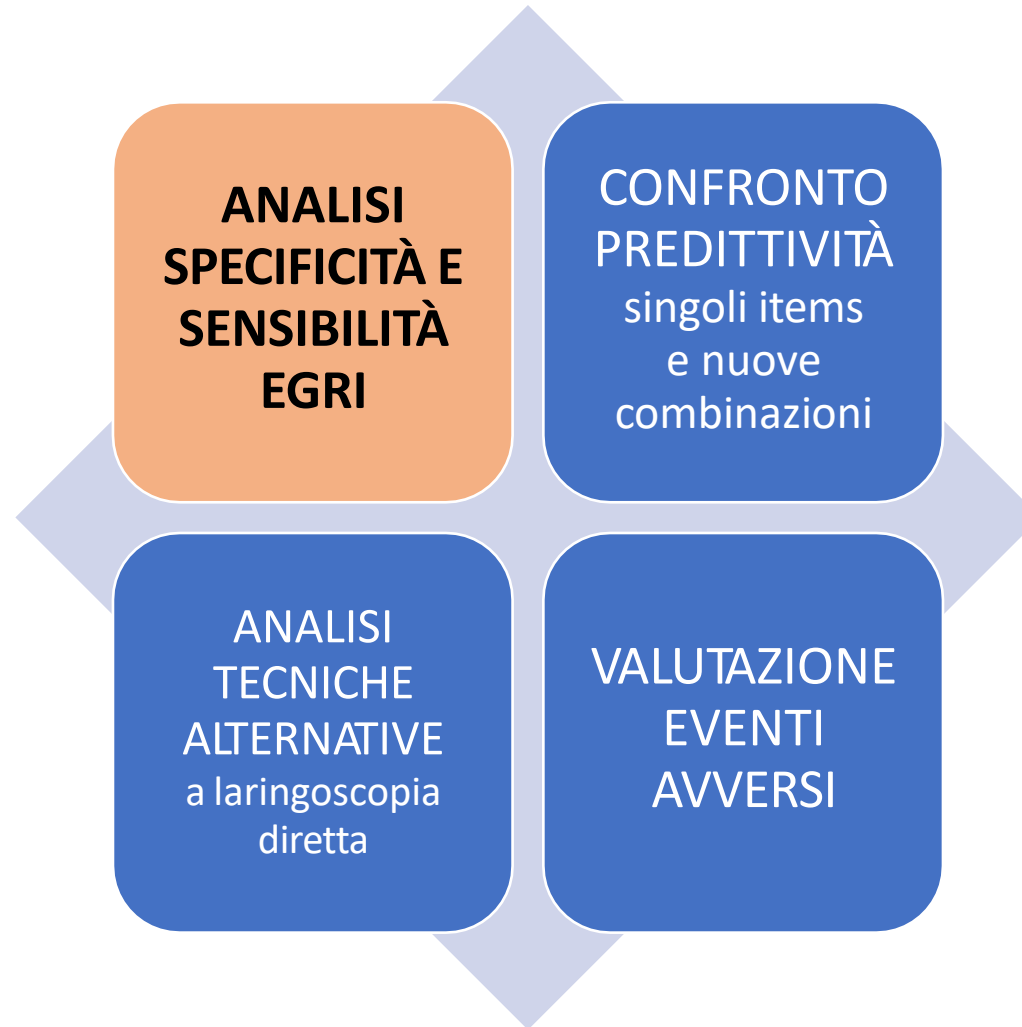 ANALISI
SPECIFICITÀ E
SENSIBILITÀ
EGRI
CONFRONTO
PREDITTIVITÀ
singoli items
e nuove
combinazioni
ANALISI
TECNICHE
ALTERNATIVE
a laringoscopia
diretta
VALUTAZIONE
EVENTI
AVVERSI